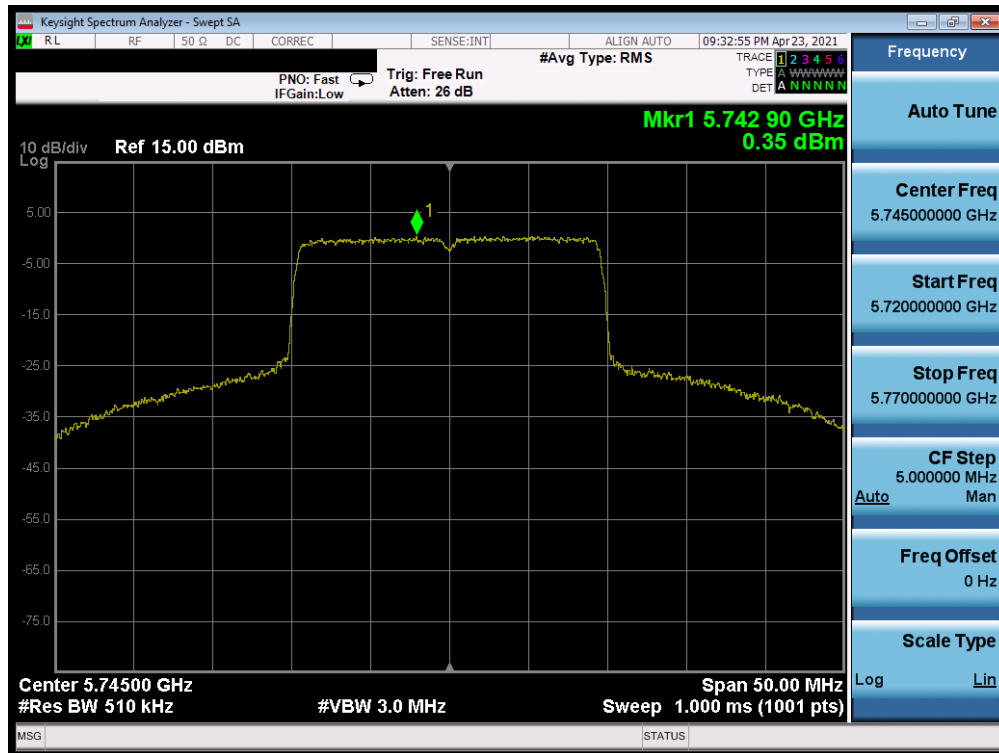 Keysight Spectrum Analyzer - Swept SA
LXI RL RF 50 Ω DC CORREC SENSE:INT ALIGN AUTO 09:32:55 PM Apr 23, 2021
#Avg Type: RMS TRACE 1 2 3 4 5 6
PNO: Fast Trig: Free Run TYPE A WWWWW
IFGain:Low Atten: 26 dB DET A N N N N N
Mkr1 5.742 90 GHz
0.35 dBm
10 dB/div Ref 15.00 dBm
Log
1
5.00
-5.00
-15.0
-25.0
-35.0
-45.0
-55.0
-65.0
-75.0
Center 5.74500 GHz Span 50.00 MHz
#Res BW 510 kHz #VBW 3.0 MHz Sweep 1.000 ms (1001 pts)
MSG STATUS
Frequency
Auto Tune
Center Freq
5.745000000 GHz
Start Freq
5.720000000 GHz
Stop Freq
5.770000000 GHz
CF Step
5.000000 MHz
Auto Man
Freq Offset
0 Hz
Scale Type
Log Lin